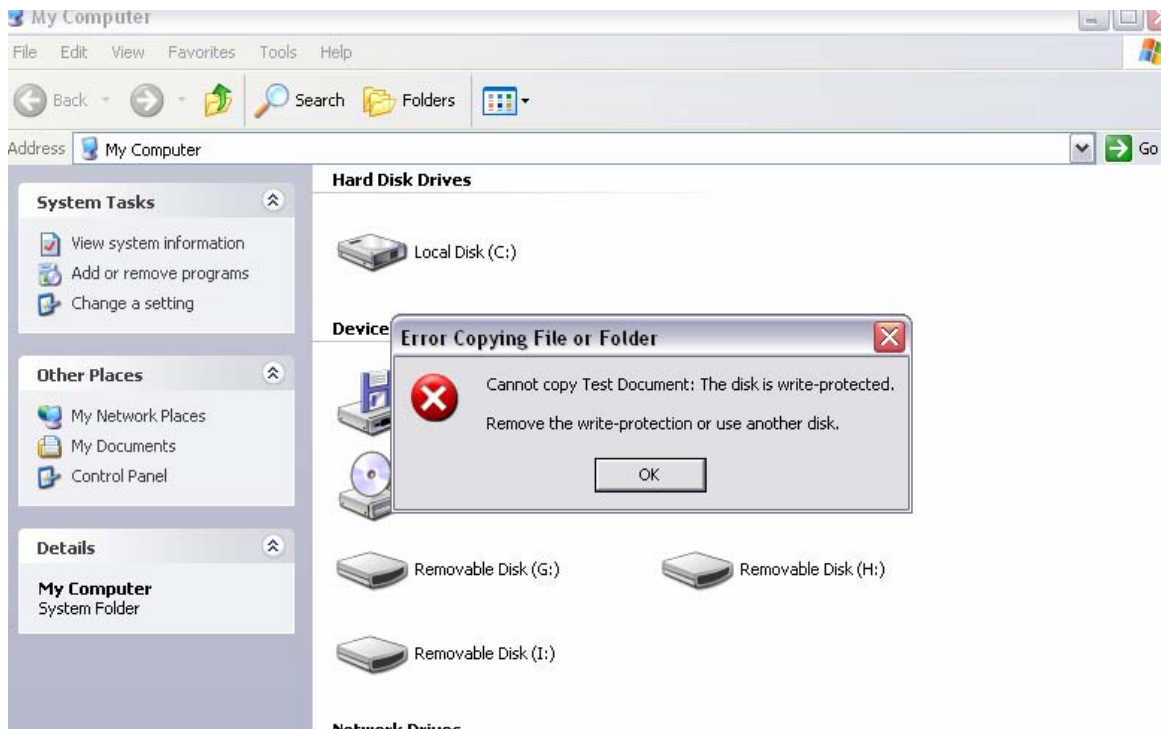 My Computer
File Edit View Favorites Tools Help
Back Search Folders
Address My Computer Go
System Tasks
View system information
Add or remove programs
Change a setting
Other Places
My Network Places
My Documents
Control Panel
Details
My Computer
System Folder
Hard Disk Drives
Local Disk (C:)
Device
Error Copying File or Folder
Cannot copy Test Document: The disk is write-protected.
Remove the write-protection or use another disk.
OK
Removable Disk (G:) Removable Disk (H:)
Removable Disk (I:)
Network Drives